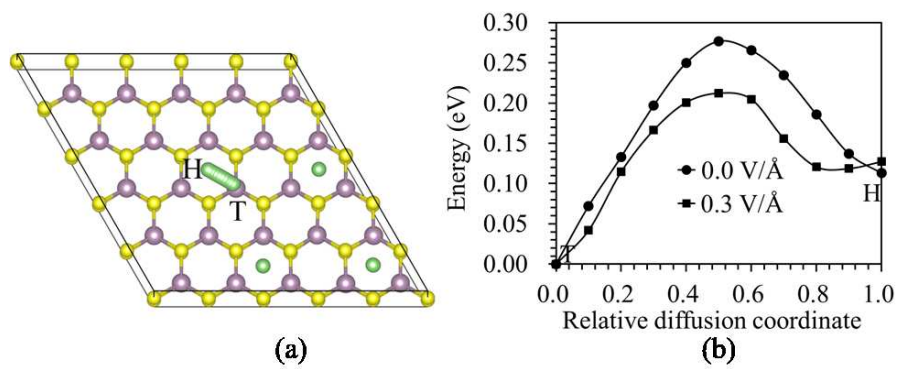 H
T
(a)
Energy (eV)
0.30
0.25
0.20
0.15
0.10
0.05
0.00
0.0 V/Å
0.3 V/Å
T
H
0.0 0.2 0.4 0.6 0.8 1.0
Relative diffusion coordinate
(b)